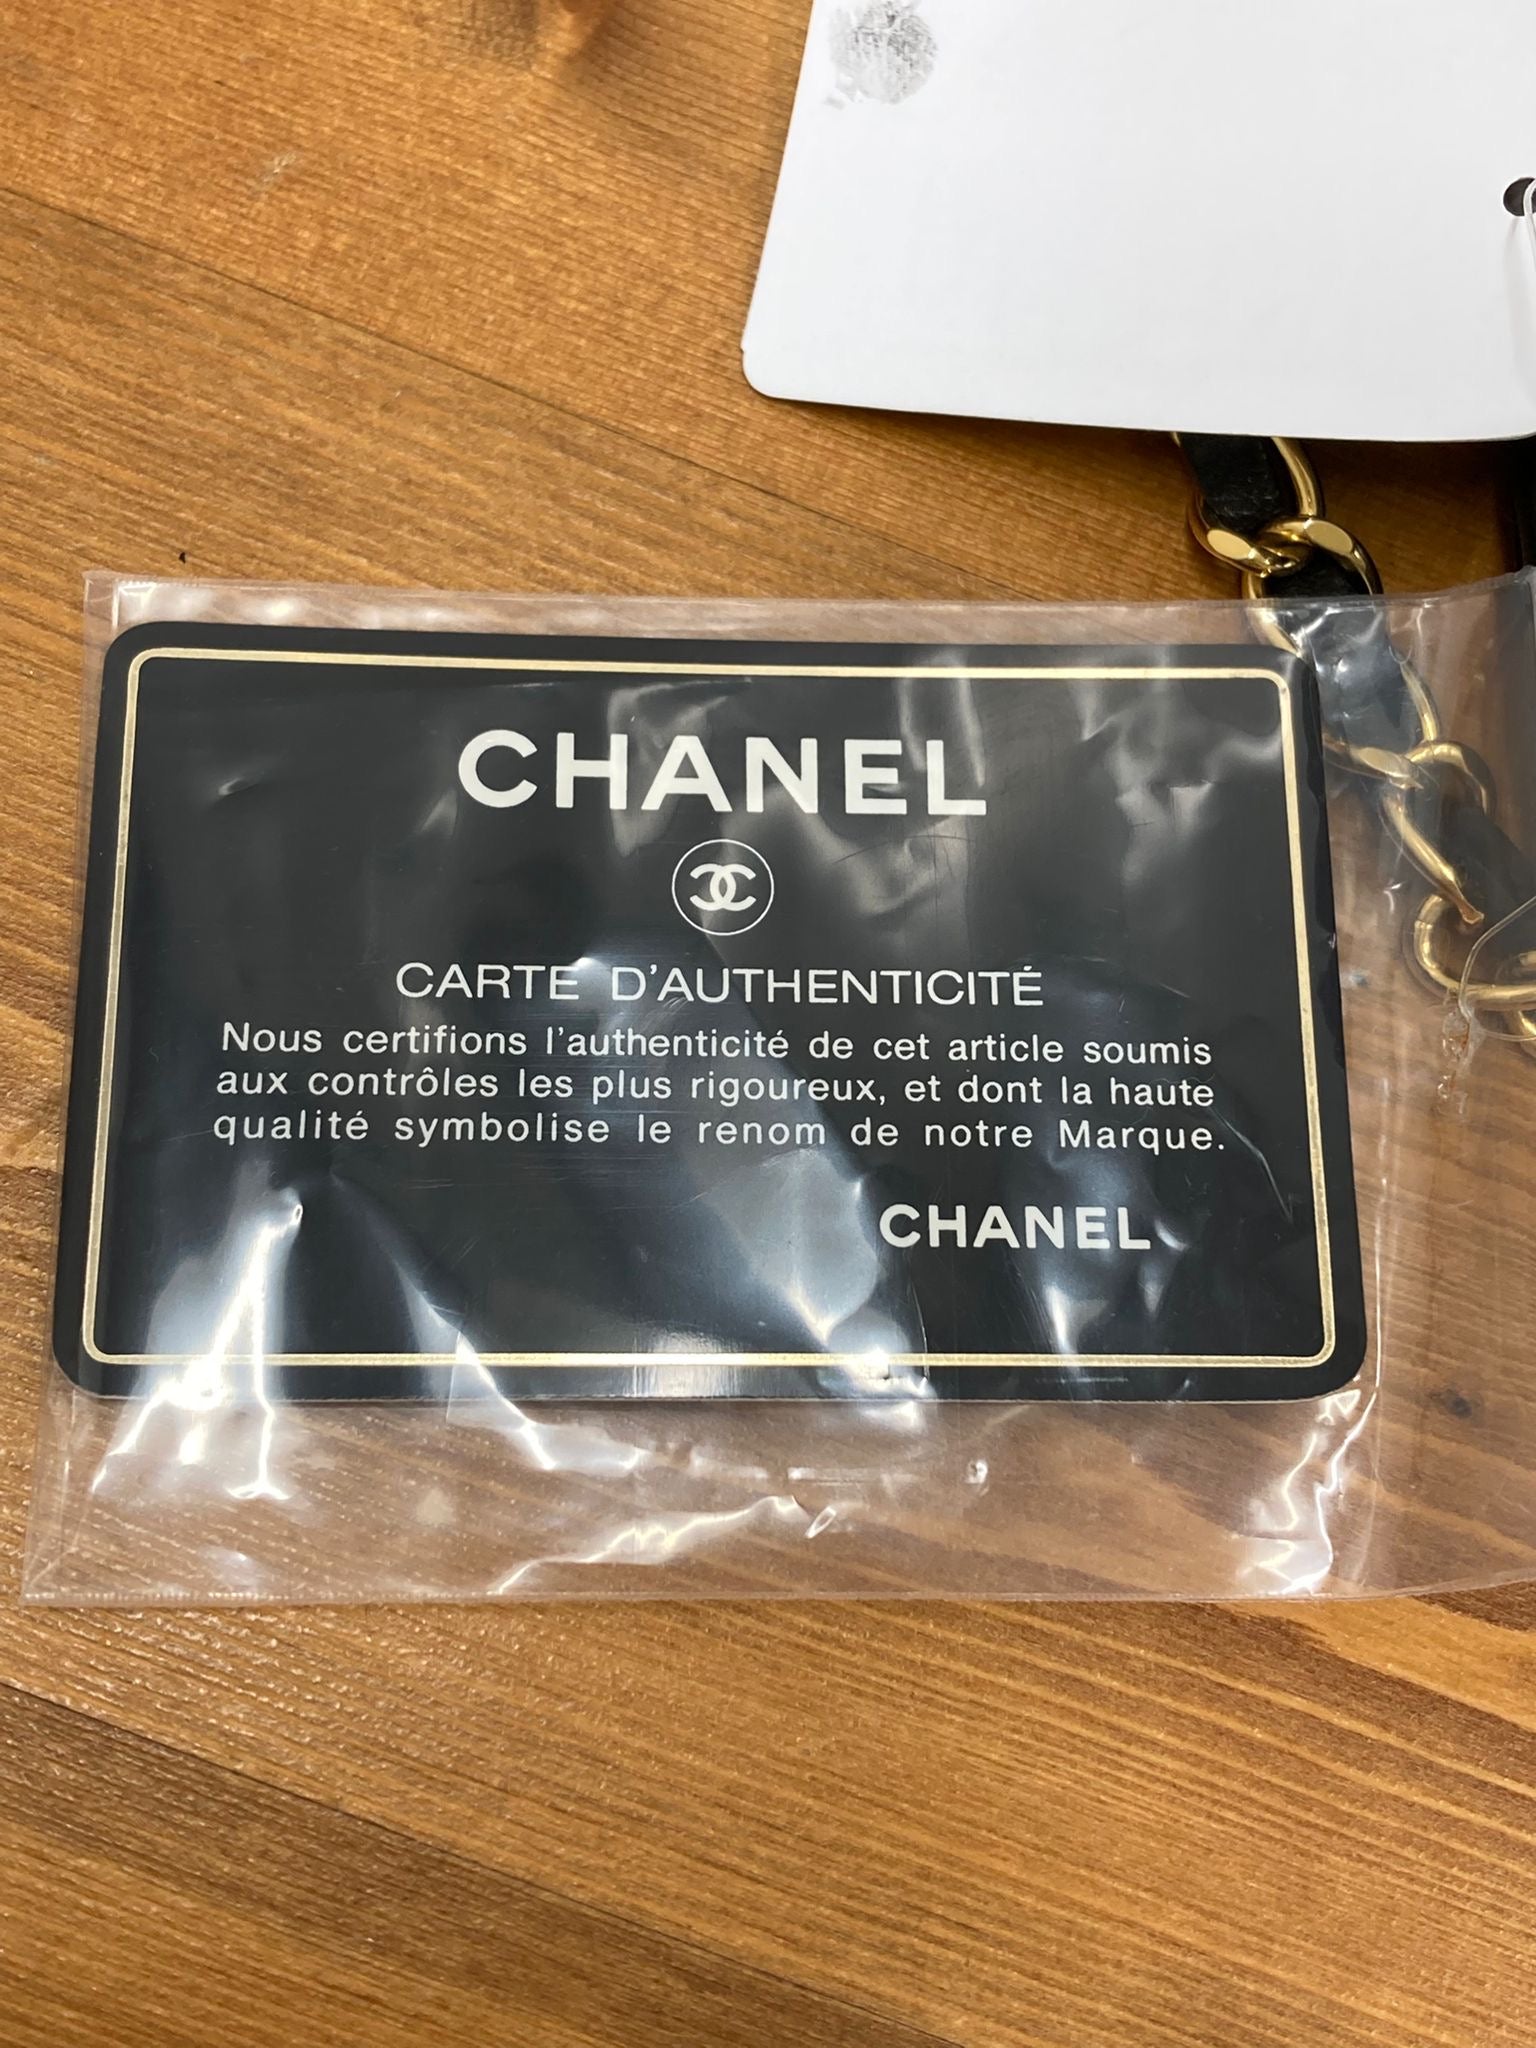 CHANEL
CARTE D'AUTHENTICITÉ
Nous certifions l'authenticité de cet article soumis
aux contrôles les plus rigoureux, et dont la haute
qualité symbolise le renom de notre Marque.
CHANEL